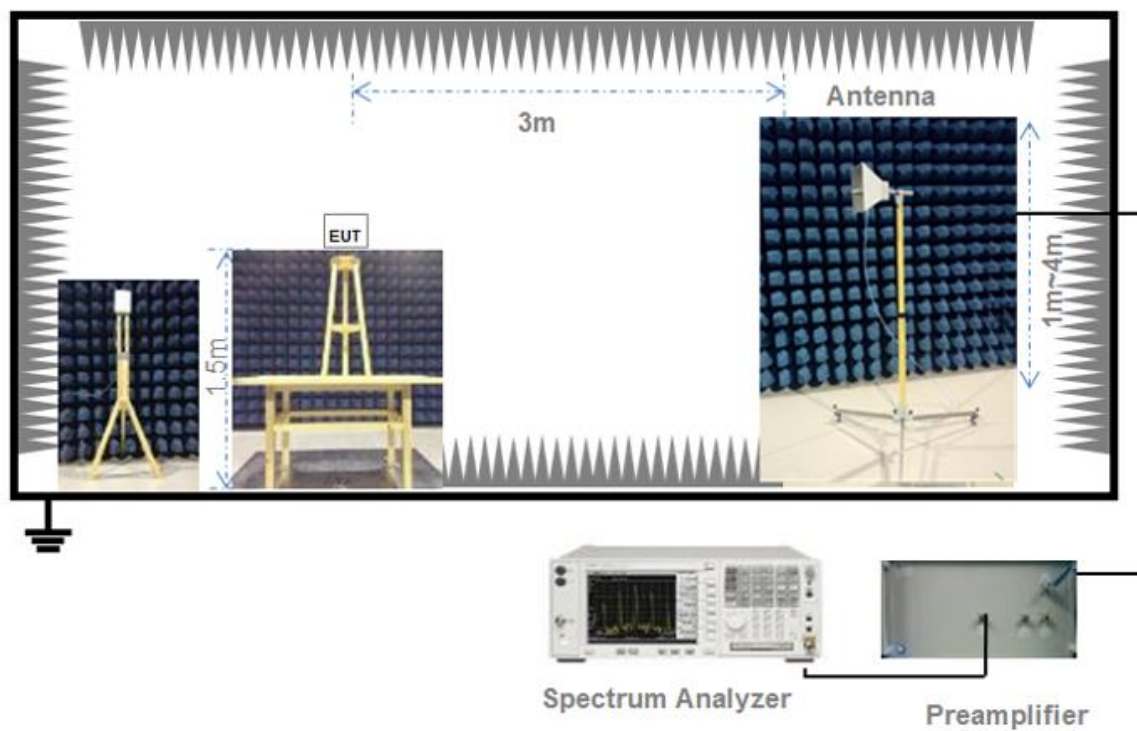 Antenna
3m
EUT
1.5m
1m~4m
Spectrum Analyzer
Preamplifier